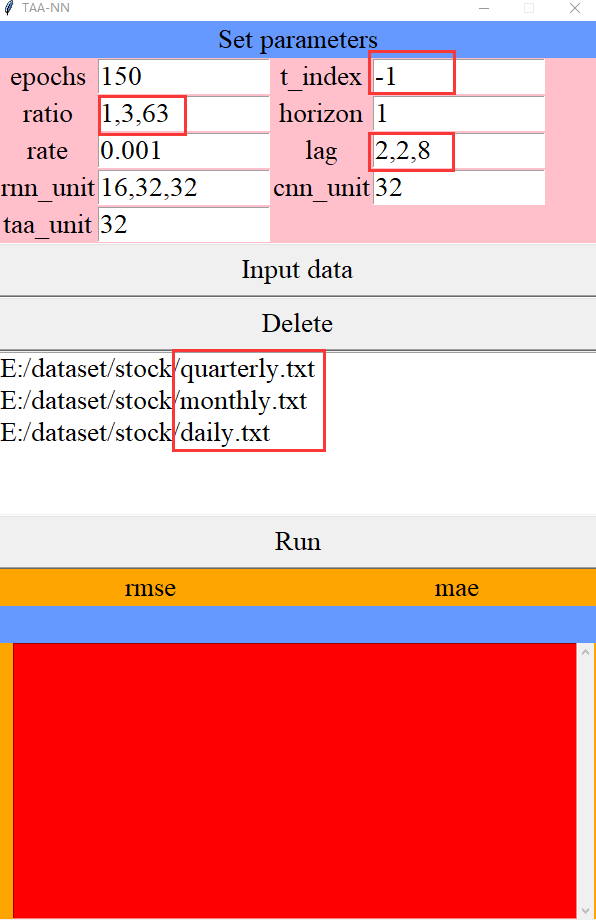 TAA-NN
Set parameters
epochs 150 t_index -1
ratio 1,3,63 horizon 1
rate 0.001 lag 2,2,8
rnn_unit 16,32,32 cnn_unit 32
taa_unit 32
Input data
Delete
E:/dataset/stock/quarterly.txt
E:/dataset/stock/monthly.txt
E:/dataset/stock/daily.txt
Run
rmse mae